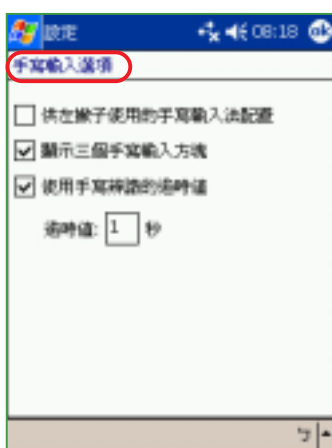 設定 08:18 ok
手寫輸入選項
供左撇子使用的手寫輸入法配置
顯示三個手寫輸入方塊
使用手寫辨識的逾時值
逾時值: 1 秒
ㄅ